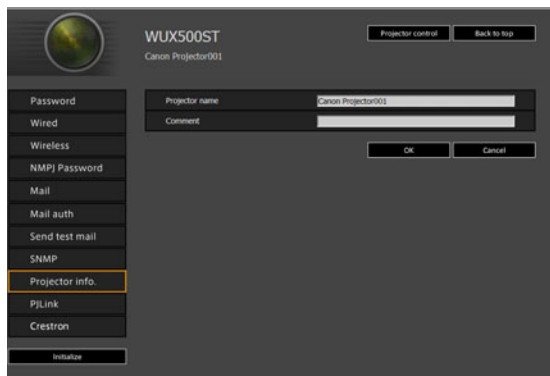 WUX500ST
Projector control
Back to top
Canon Projector001
Password
Wired
Wireless
NMPJ Password
Mail
Mail auth
Send test mail
SNMP
Projector info.
PJLink
Crestron
Initialize
Projector name
Canon Projector001
Comment
OK
Cancel